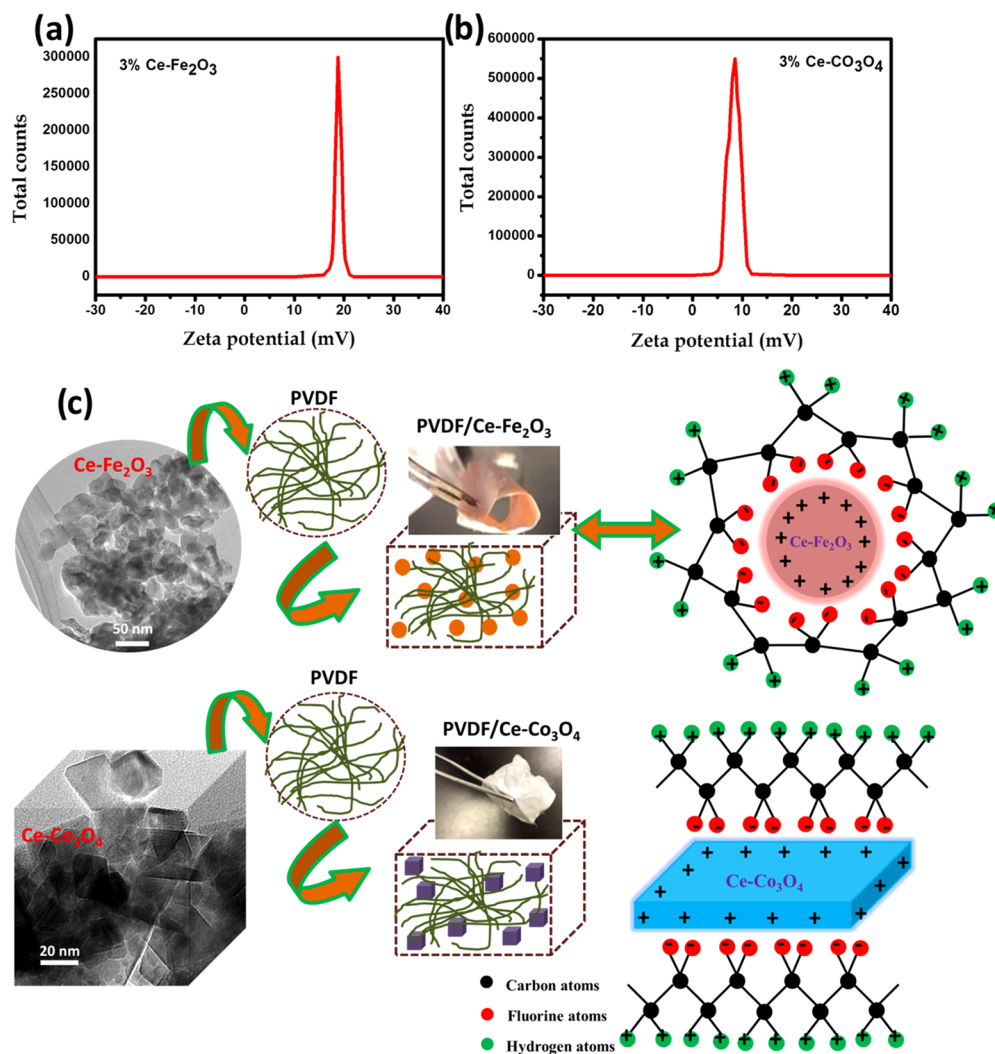 (a)
3% Ce-Fe₂O₃
300000
250000
200000
150000
100000
50000
0
Total counts
-30 -20 -10 0 10 20 30 40
Zeta potential (mV)
(b)
3% Ce-CO₃O₄
600000
500000
400000
300000
200000
100000
0
Total counts
-30 -20 -10 0 10 20 30 40
Zeta potential (mV)
(c)
Ce-Fe₂O₃
50 nm
PVDF
PVDF/Ce-Fe₂O₃
Ce-Fe₂O₃
PVDF
Ce-Co₃O₄
20 nm
PVDF/Ce-Co₃O₄
Ce-Co₃O₄
Carbon atoms
Fluorine atoms
Hydrogen atoms